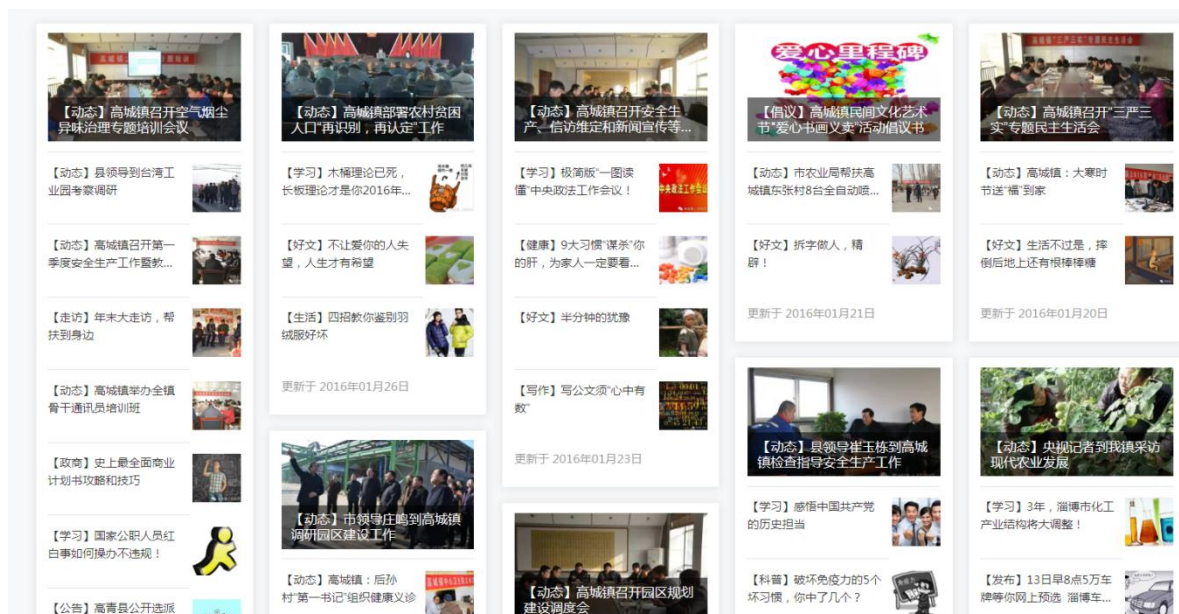 【动态】高城镇召开空气烟尘
异味治理专题培训会议
【动态】县领导到台湾工
业园考察调研
【动态】高城镇召开第一
季度安全生产工作暨教...
【走访】年末大走访，帮
扶到身边
【动态】高城镇举办全镇
骨干通讯员培训班
【政商】史上最全面商业
计划书攻略和技巧
【学习】国家公职人员红
白事如何操办不违规！
【公告】高青县公开选派
【动态】高城镇部署农村贫困
人口“再识别，再认定”工作
【学习】木桶理论已死，
长板理论才是你2016年...
【好文】不让爱你的人失
望，人生才有希望
【生活】四招教你鉴别羽
绒服好坏
更新于 2016年01月26日
【动态】市领导庄鸣到高城镇
调研园区建设工作
【动态】高城镇：后孙
村“第一书记”组织健康义诊
【动态】高城镇召开安全生
产、信访维定和新闻宣传等...
【学习】极简版“一图读
懂”中央政法工作会议！
中央政法工作会议
【健康】9大习惯“谋杀”你
的肝，为家人一定要看...
【好文】半分钟的犹豫
【写作】写公文须“心中有
数”
更新于 2016年01月23日
【动态】高城镇召开园区规划
建设调度会
爱心里程碑
【倡议】高城镇民间文化艺术
节“爱心书画义卖”活动倡议书
【动态】市农业局帮扶高
城镇东张村8台全自动喷...
【好文】拆字做人，精
辟！
更新于 2016年01月21日
【动态】县领导崔玉栋到高城
镇检查指导安全生产工作
【学习】感悟中国共产党
的历史担当
【科普】破坏免疫力的5个
坏习惯，你中了几个？
高城镇“三严三实”专题民主生活会
【动态】高城镇召开“三严三
实”专题民主生活会
【动态】高城镇：大寒时
节送“福”到家
【好文】生活不过是，摔
倒后地上还有根棒棒糖
更新于 2016年01月20日
【动态】央视记者到我镇采访
现代农业发展
【学习】3年，淄博市化工
产业结构将大调整！
【发布】13日早8点5万车
牌等你网上预选 淄博车...